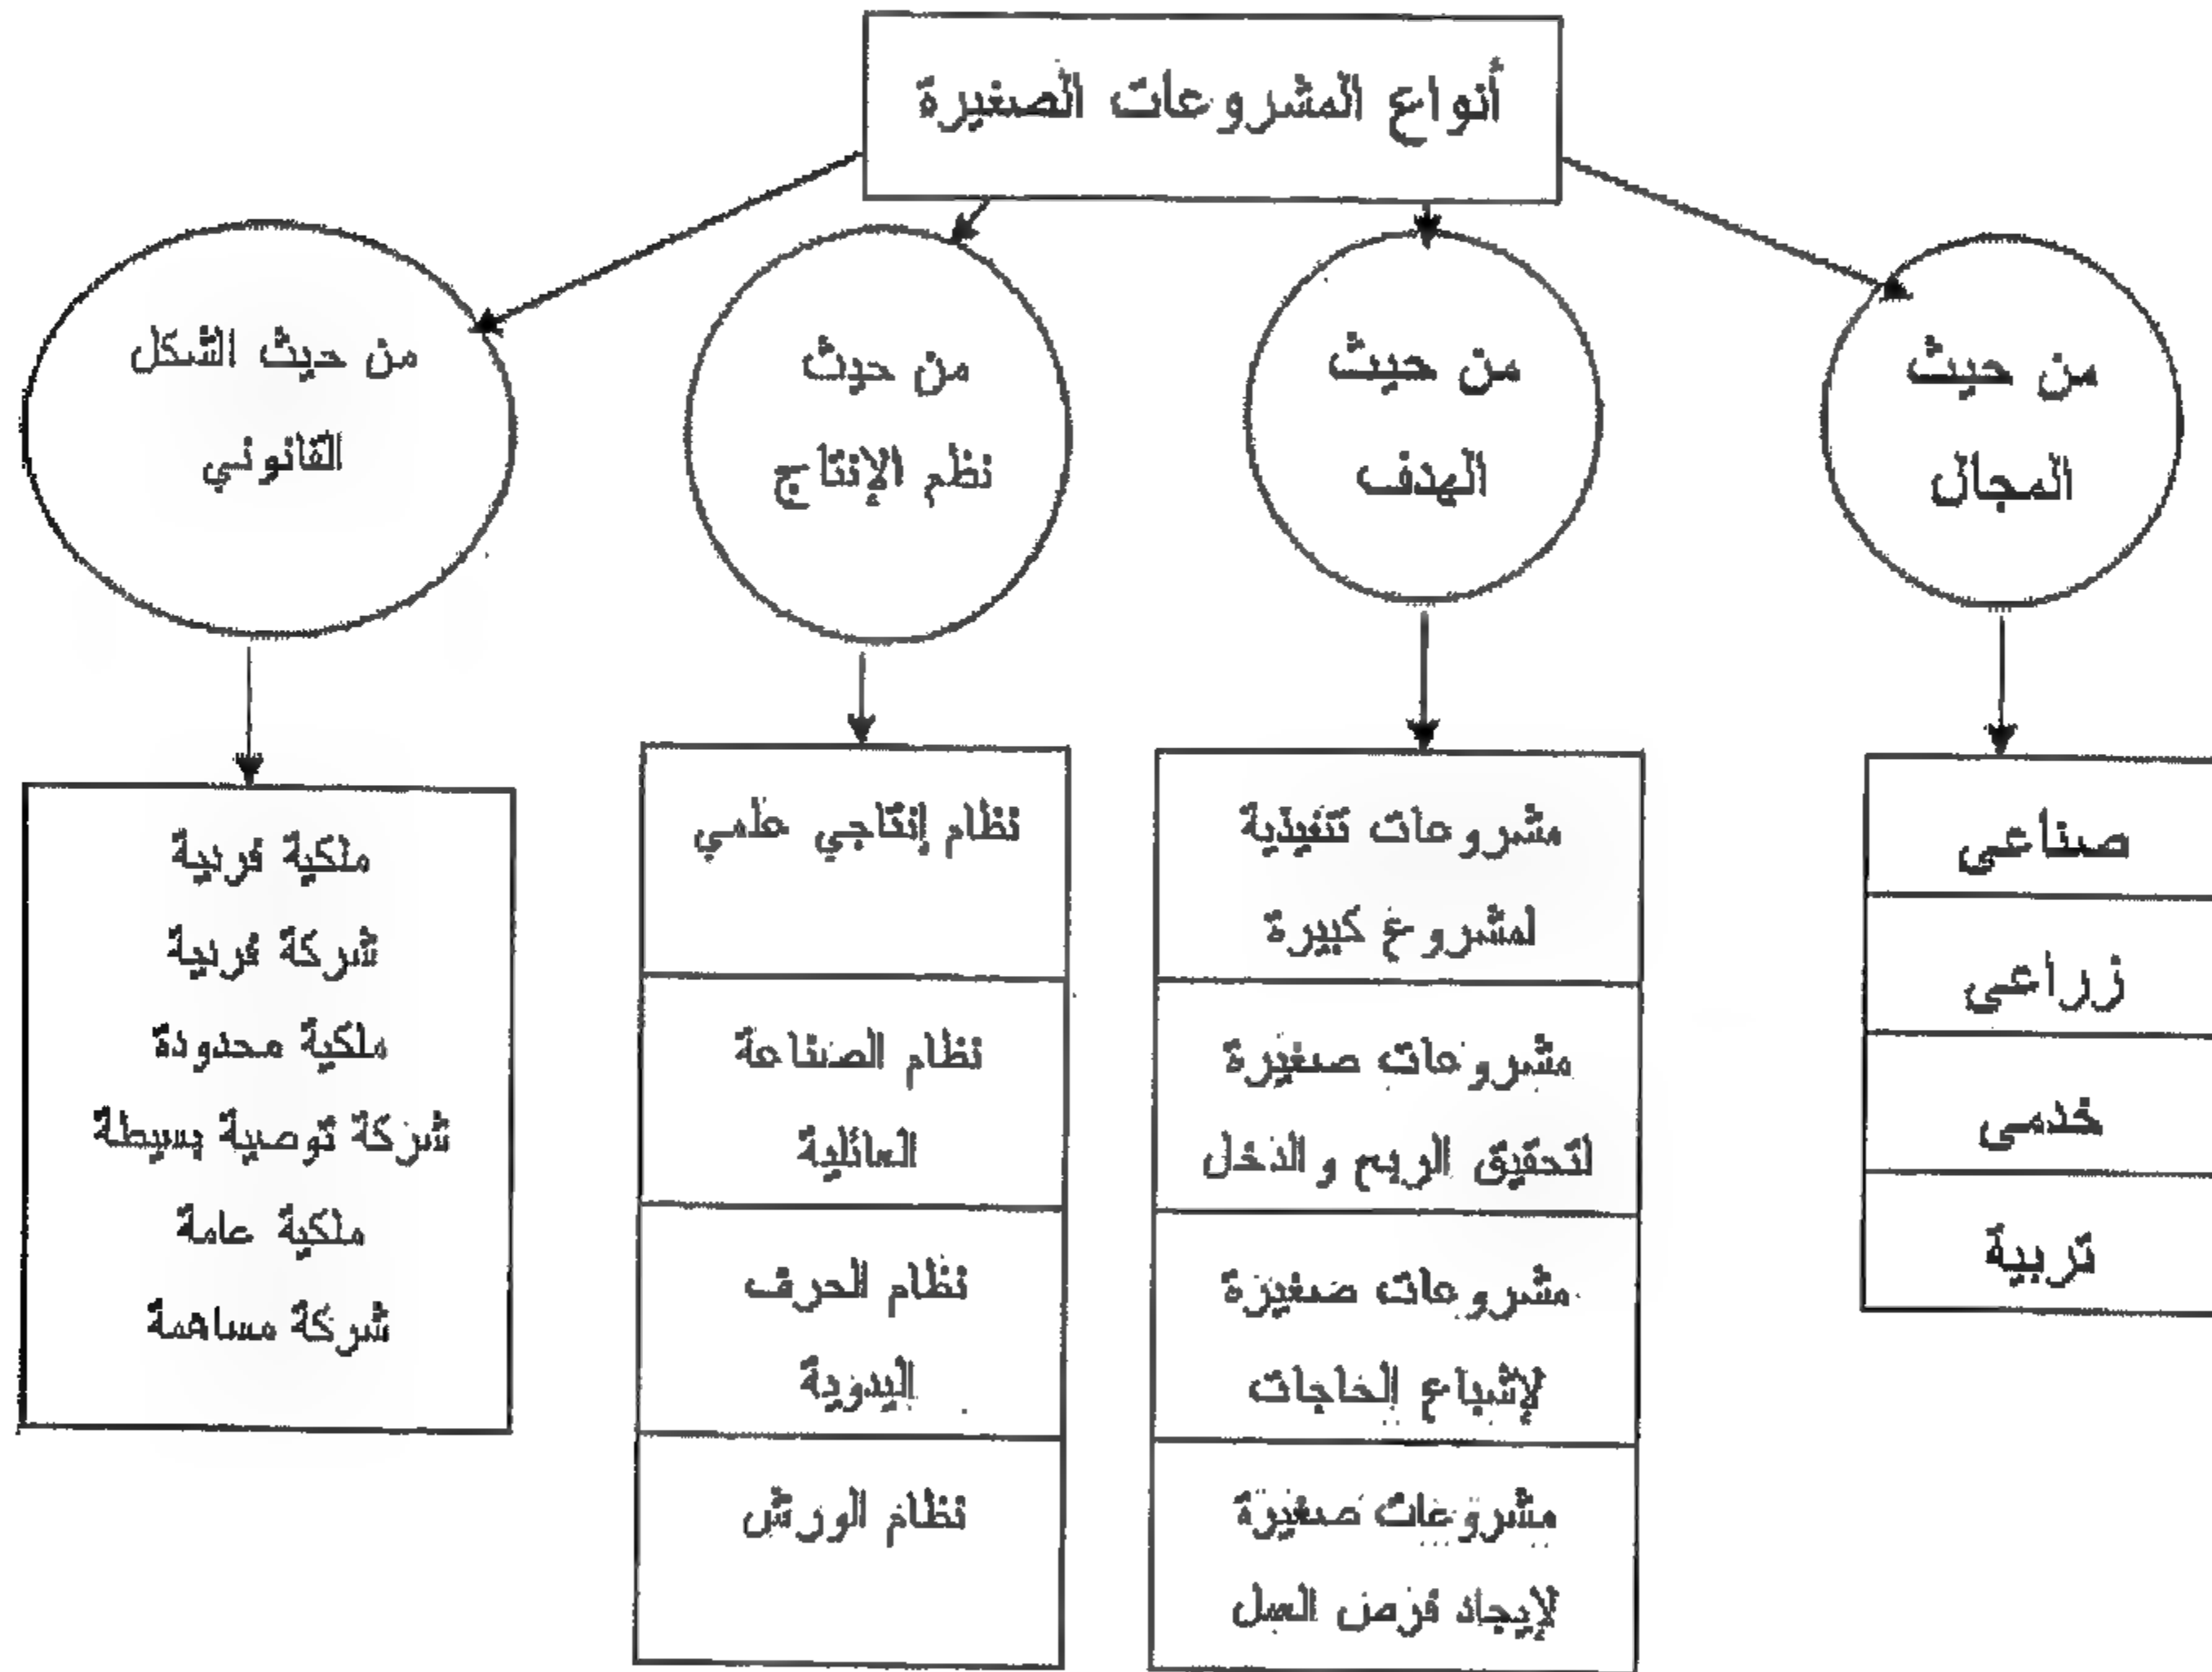 أنواع المشروعات الصغيرة
من حيث
المجال
من حيث
الهدف
من حيث
نظم الإنتاج
من حيث الشكل
القانوني
صناعى
زراعى
خدمى
تربية
مشروعات تنفيذية
لمشروع كبيرة
مشروعات صغيرة
لتحقيق الربح والدخل
مشروعات صغيرة
لإشباع الحاجات
مشروعات صغيرة
لإيجاد فرص العمل
نظام إنتاجي علمي
نظام الصناعة
العائلية
نظام الحرف
اليدوية
نظام الورش
ملكية فردية
شركة فردية
ملكية محدودة
شركة توصية بسيطة
ملكية عامة
شركة مساهمة